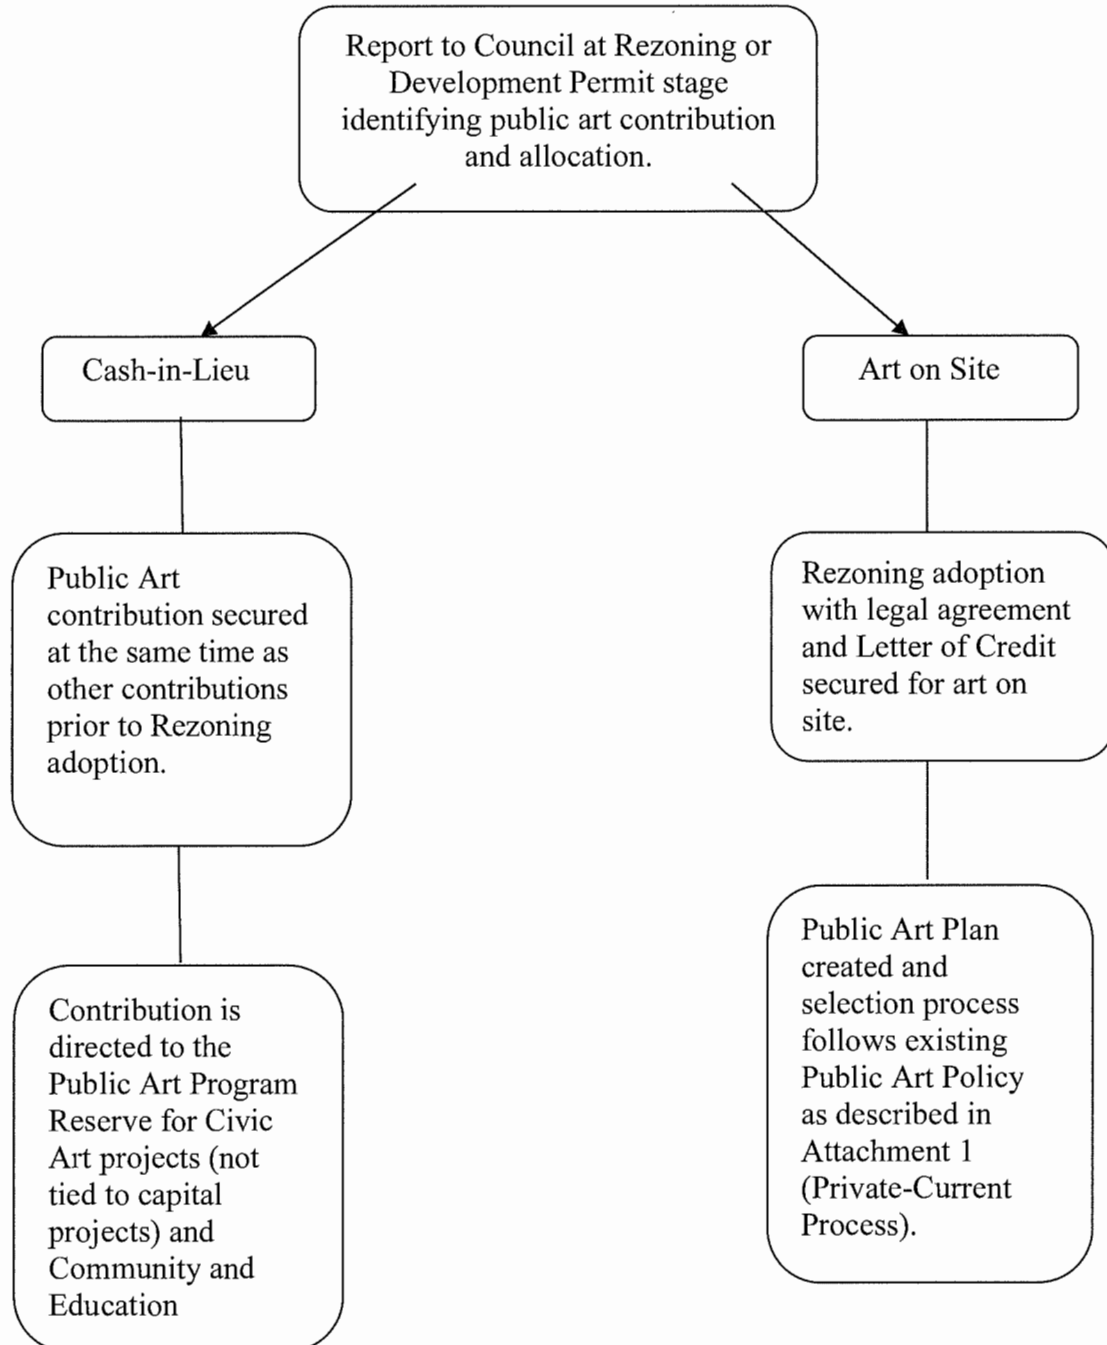 Report to Council at Rezoning or
Development Permit stage
identifying public art contribution
and allocation.
Cash-in-Lieu
Art on Site
Public Art
contribution secured
at the same time as
other contributions
prior to Rezoning
adoption.
Rezoning adoption
with legal agreement
and Letter of Credit
secured for art on
site.
Contribution is
directed to the
Public Art Program
Reserve for Civic
Art projects (not
tied to capital
projects) and
Community and
Education
Public Art Plan
created and
selection process
follows existing
Public Art Policy
as described in
Attachment 1
(Private-Current
Process).